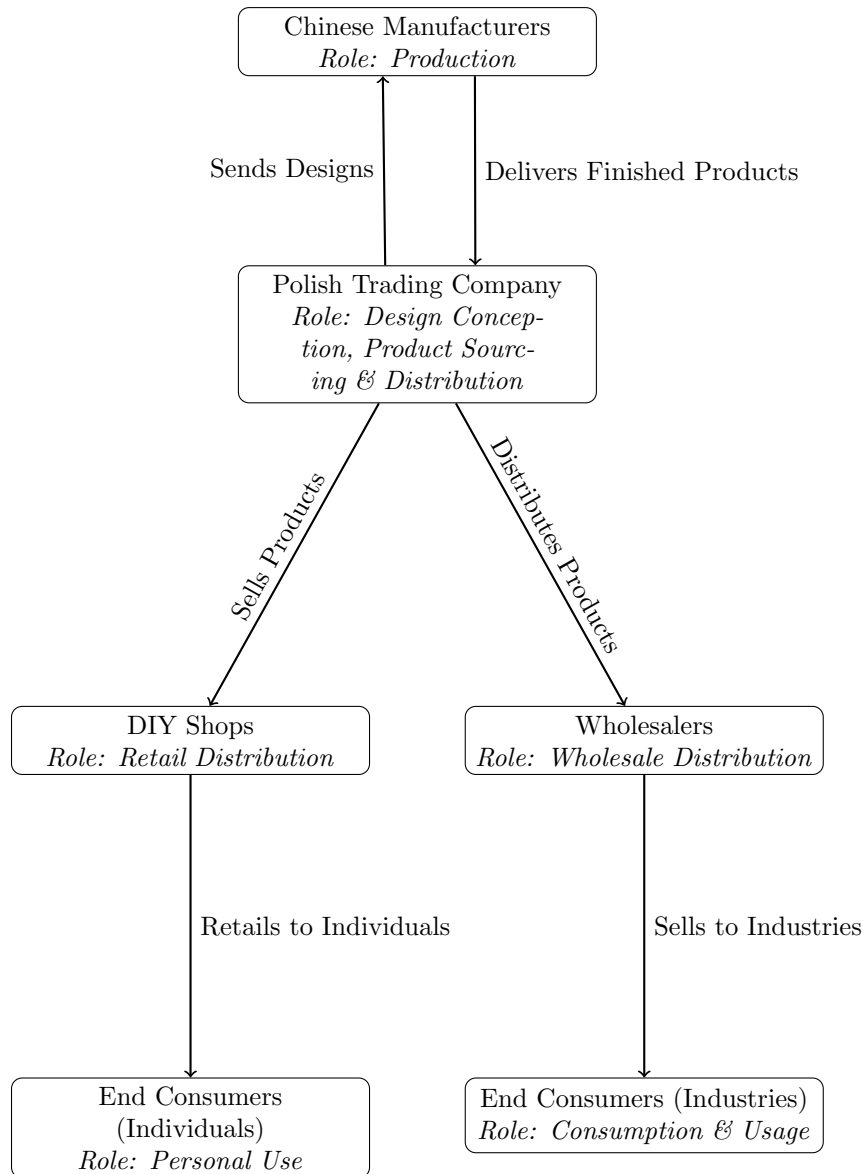 Chinese Manufacturers
Role: Production
Sends Designs
Delivers Finished Products
Polish Trading Company
Role: Design Concep-
tion, Product Sourc-
ing & Distribution
Sells Products
Distributes Products
DIY Shops
Role: Retail Distribution
Wholesalers
Role: Wholesale Distribution
Retails to Individuals
Sells to Industries
End Consumers
(Individuals)
Role: Personal Use
End Consumers (Industries)
Role: Consumption & Usage